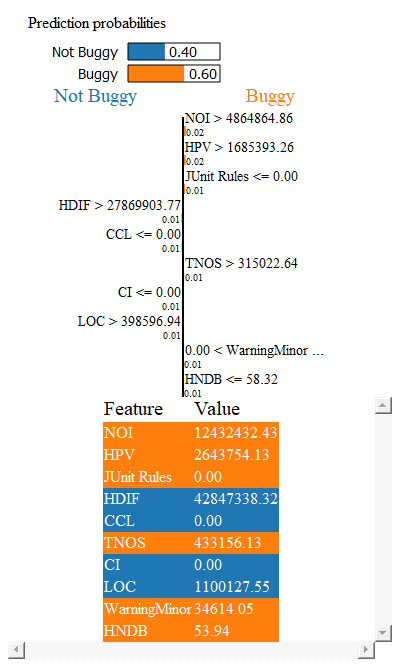 Prediction probabilities
Not Buggy 0.40
Buggy 0.60
Not Buggy Buggy
NOI > 4864864.86
0.02
HPV > 1685393.26
0.02
JUnit Rules <= 0.00
0.01
HDIF > 27869903.77
0.01
CCL <= 0.00
0.01
TNOS > 315022.64
0.01
CI <= 0.00
0.01
LOC > 398596.94
0.01
0.00 < WarningMinor ...
0.01
HNDB <= 58.32
0.01
Feature Value
NOI 12432432.43
HPV 2643754.13
JUnit Rules 0.00
HDIF 42847338.32
CCL 0.00
TNOS 433156.13
CI 0.00
LOC 1100127.55
WarningMinor 34614.05
HNDB 53.94